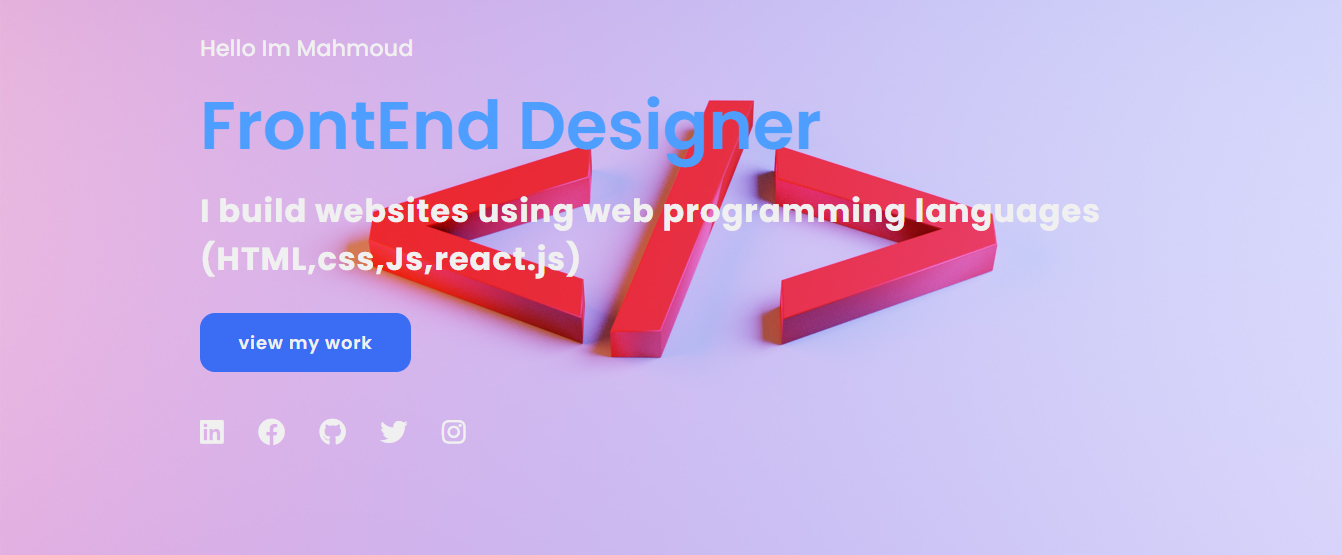 Hello Im Mahmoud
FrontEnd Designer
I build websites using web programming languages
(HTML,css,Js,react.js)
view my work
in